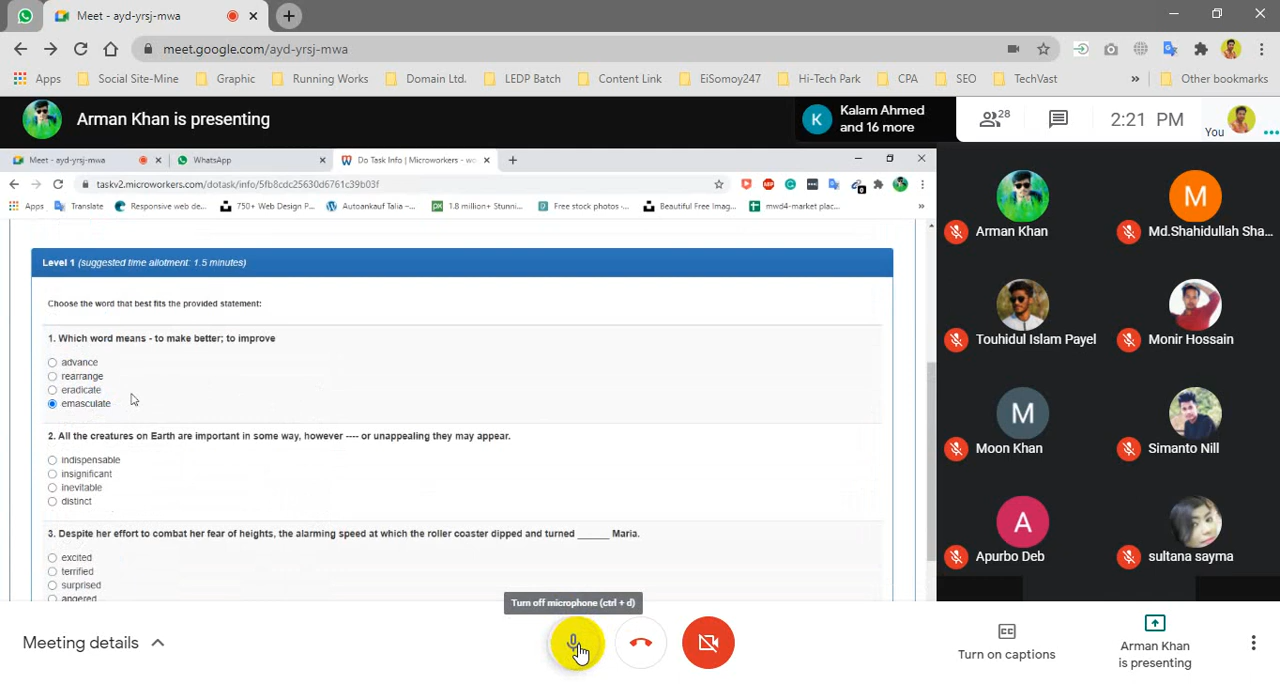 Meet - ayd-yrsj-mwa
meet.google.com/ayd-yrsj-mwa
Apps Social Site-Mine Graphic Running Works Domain Ltd. LEDP Batch Content Link EiSomoy247 Hi-Tech Park CPA SEO TechVast » Other bookmarks
Arman Khan is presenting
K Kalam Ahmed
and 16 more
28
2:21 PM
You
Meet - ayd-yrsj-mwa WhatsApp Do Task Info | Microworkers - wo
taskv2.microworkers.com/dotask/info/5fb8cdc25630d6761c39b03f
Apps Translate Responsive web de... 750+ Web Design P... Autoankauf Talia –... 1.8 million+ Stunni... Free stock photos -... Beautiful Free Imag... mwd4-market plac... »
Level 1 (suggested time allotment: 1.5 minutes)
Choose the word that best fits the provided statement:
1. Which word means - to make better; to improve
advance
rearrange
eradicate
emasculate
2. All the creatures on Earth are important in some way, however ---- or unappealing they may appear.
indispensable
insignificant
inevitable
distinct
3. Despite her effort to combat her fear of heights, the alarming speed at which the roller coaster dipped and turned ______ Maria.
excited
terrified
surprised
angered
Arman Khan
M
Md.Shahidullah Sha...
Touhidul Islam Payel
Monir Hossain
M
Moon Khan
Simanto Nill
A
Apurbo Deb
sultana sayma
Turn off microphone (ctrl + d)
Meeting details
CC
Turn on captions
Arman Khan
is presenting